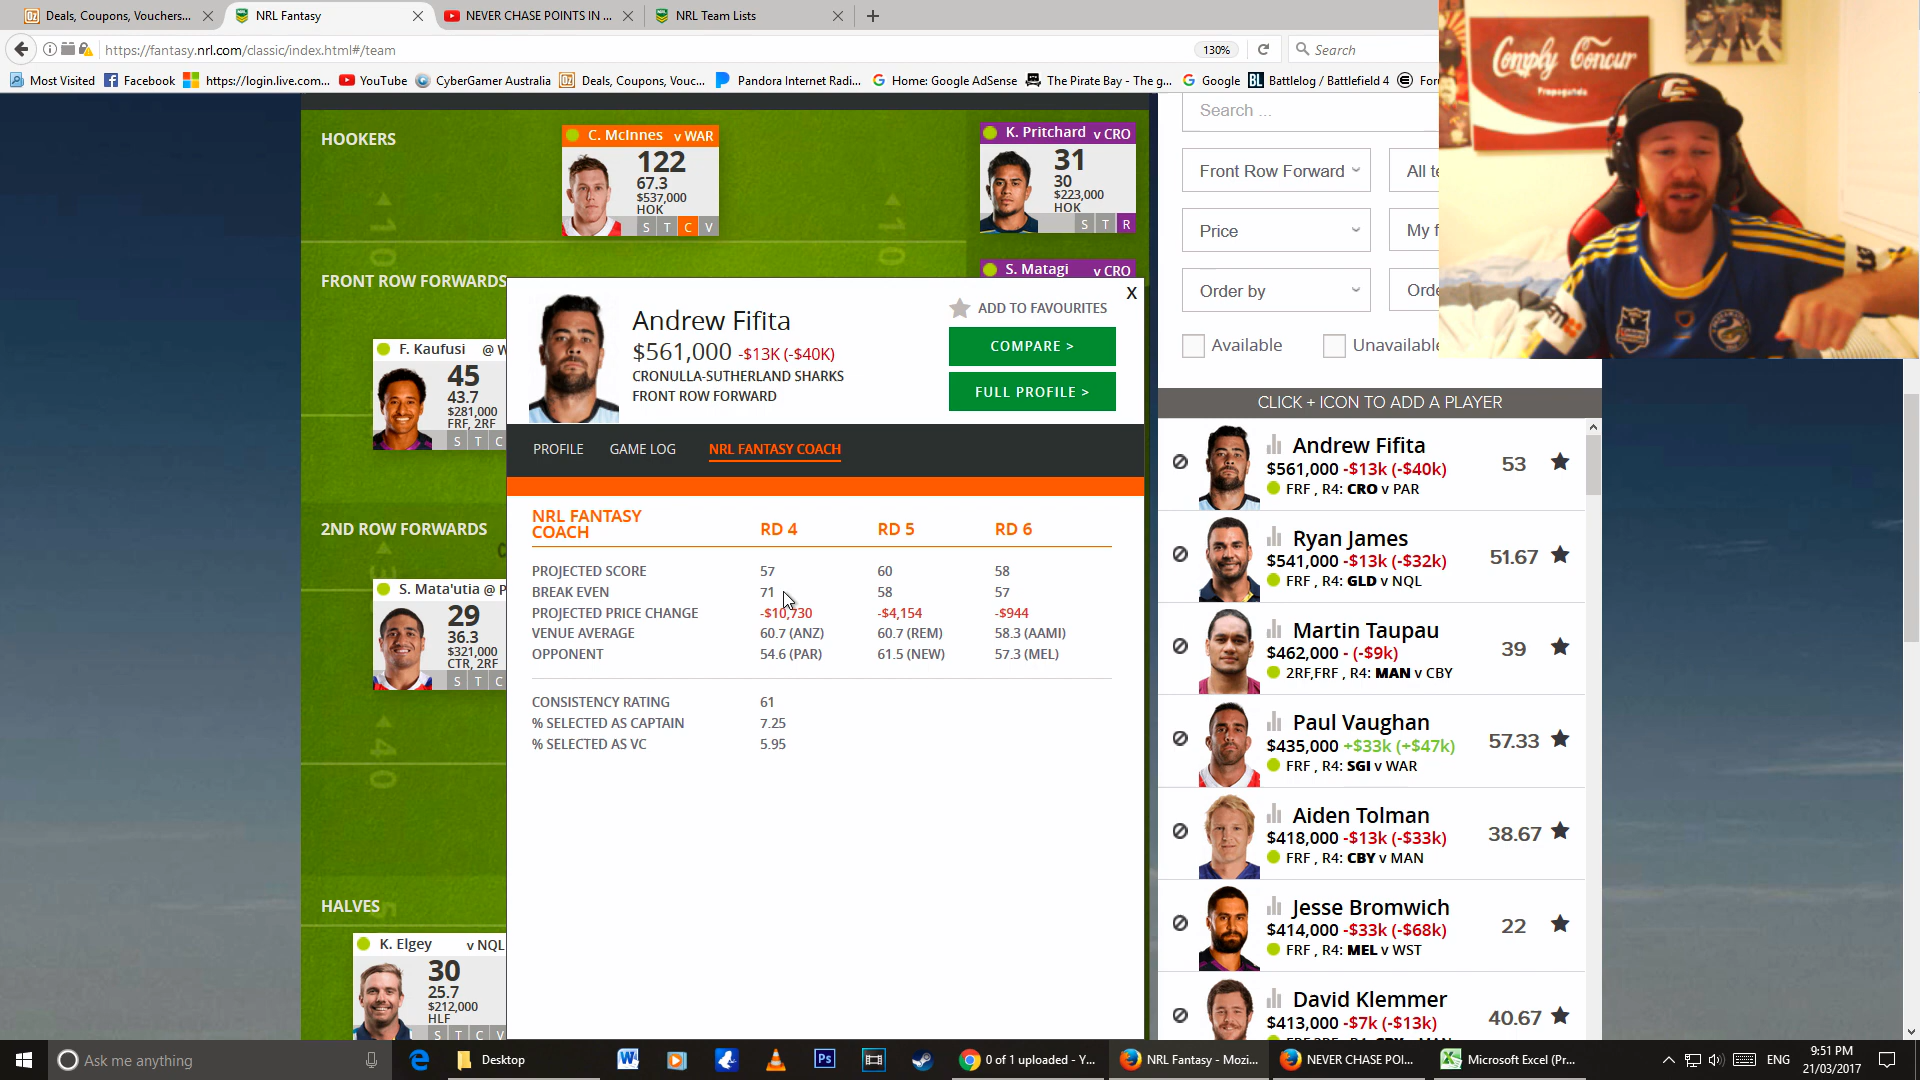 Deals, Coupons, Vouchers...
NRL Fantasy
NEVER CHASE POINTS IN ...
NRL Team Lists
https://fantasy.nrl.com/classic/index.html#/team
130%
Search
Most Visited
Facebook
https://login.live.com...
YouTube
CyberGamer Australia
Deals, Coupons, Vouc...
Pandora Internet Radi...
Home: Google AdSense
The Pirate Bay - The g...
Google
Battlelog / Battlefield 4
For
Comply Concur
Propaganda
HOOKERS
C. McInnes v WAR
122
67.3
$537,000
HOK
S T C V
K. Pritchard v CRO
31
30
$223,000
HOK
S T R
FRONT ROW FORWARDS
S. Matagi v CRO
F. Kaufusi @ W
45
43.7
$281,000
FRF, 2RF
S T C
2ND ROW FORWARDS
S. Mata'utia @ P
29
36.3
$321,000
CTR, 2RF
S T C
HALVES
K. Elgey v NQL
30
25.7
$212,000
HLF
S T C V
10
10
40
X
Andrew Fifita
$561,000 -$13K (-$40K)
CRONULLA-SUTHERLAND SHARKS
FRONT ROW FORWARD
ADD TO FAVOURITES
COMPARE >
FULL PROFILE >
PROFILE
GAME LOG
NRL FANTASY COACH
NRL FANTASY
COACH
RD 4 RD 5 RD 6
PROJECTED SCORE 57 60 58
BREAK EVEN 71 58 57
PROJECTED PRICE CHANGE -$10,730 -$4,154 -$944
VENUE AVERAGE 60.7 (ANZ) 60.7 (REM) 58.3 (AAMI)
OPPONENT 54.6 (PAR) 61.5 (NEW) 57.3 (MEL)
CONSISTENCY RATING 61
% SELECTED AS CAPTAIN 7.25
% SELECTED AS VC 5.95
Search ...
Front Row Forward
All te
Price
My f
Order by
Orde
Available
Unavailable
CLICK + ICON TO ADD A PLAYER
Andrew Fifita
$561,000 -$13k (-$40k)
FRF , R4: CRO v PAR
53
Ryan James
$541,000 -$13k (-$32k)
FRF , R4: GLD v NQL
51.67
Martin Taupau
$462,000 - (-$9k)
2RF,FRF , R4: MAN v CBY
39
Paul Vaughan
$435,000 +$33k (+$47k)
FRF , R4: SGI v WAR
57.33
Aiden Tolman
$418,000 -$13k (-$33k)
FRF , R4: CBY v MAN
38.67
Jesse Bromwich
$414,000 -$33k (-$68k)
FRF , R4: MEL v WST
22
David Klemmer
$413,000 -$7k (-$13k)
40.67
Ask me anything
Desktop
0 of 1 uploaded - Y...
NRL Fantasy - Mozi...
NEVER CHASE POI...
Microsoft Excel (Pr...
ENG
9:51 PM
21/03/2017